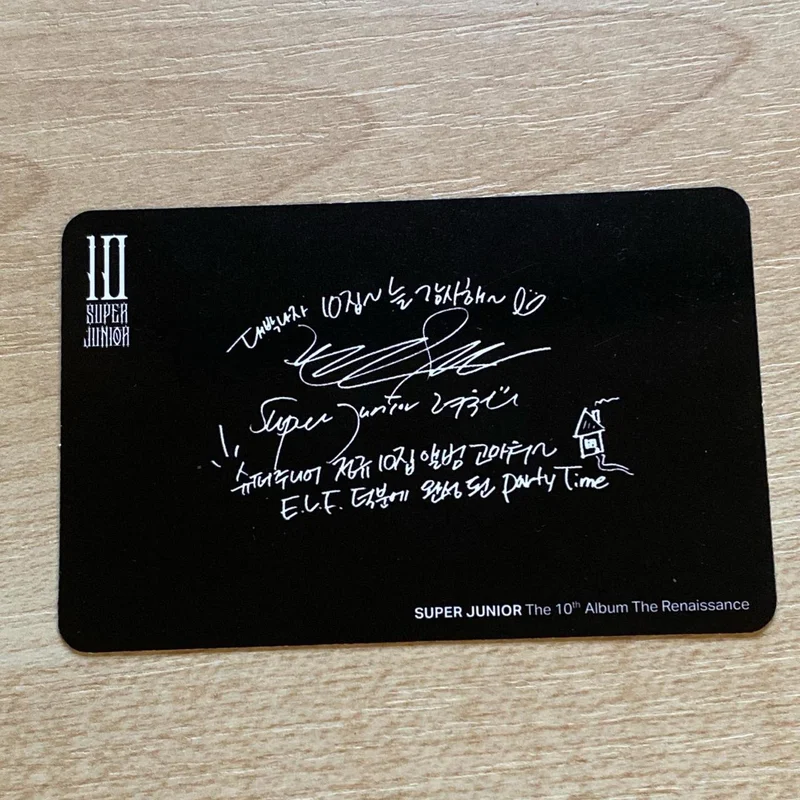 10
SUPER
JUNIOR
대박나자 10집~ 늘 감사해~
Super Junior 려욱
슈퍼주니어 정규 10집 앨범 고마워~
E.L.F. 덕분에 완성 된 party Time
SUPER JUNIOR The 10th Album The Renaissance